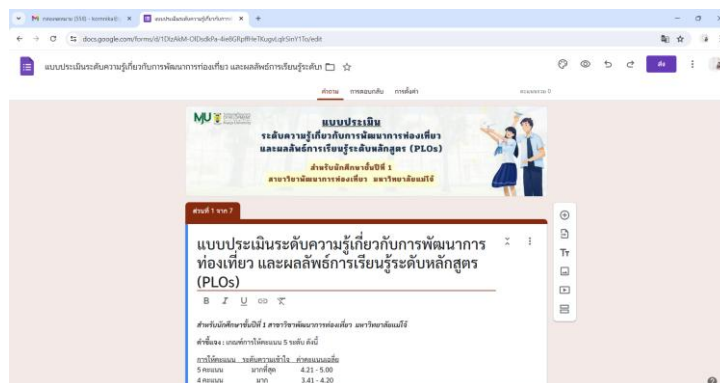 docs.google.com/forms/d/
แบบประเมินระดับความรู้เกี่ยวกับการพัฒนาการท่องเที่ยว และผลลัพธ์การเรียนรู้ระดับ
ส่ง
คำถาม การตอบกลับ การตั้งค่า
คะแนนรวม 0
MJU
แบบประเมิน
ระดับความรู้เกี่ยวกับการพัฒนาการท่องเที่ยว
และผลลัพธ์การเรียนรู้ระดับหลักสูตร (PLOs)
สำหรับนักศึกษาชั้นปีที่ 1
สาขาวิชาพัฒนาการท่องเที่ยว มหาวิทยาลัยแม่โจ้
ส่วนที่ 1 จาก 7
แบบประเมินระดับความรู้เกี่ยวกับการพัฒนาการ
ท่องเที่ยว และผลลัพธ์การเรียนรู้ระดับหลักสูตร
(PLOs)
B I U
สำหรับนักศึกษาชั้นปีที่ 1 สาขาวิชาพัฒนาการท่องเที่ยว มหาวิทยาลัยแม่โจ้
คำชี้แจง : เกณฑ์การให้คะแนน 5 ระดับ ดังนี้
การให้คะแนน ระดับความเข้าใจ ค่าคะแนนเฉลี่ย
5 คะแนน มากที่สุด 4.21 - 5.00
4 คะแนน มาก 3.41 - 4.20